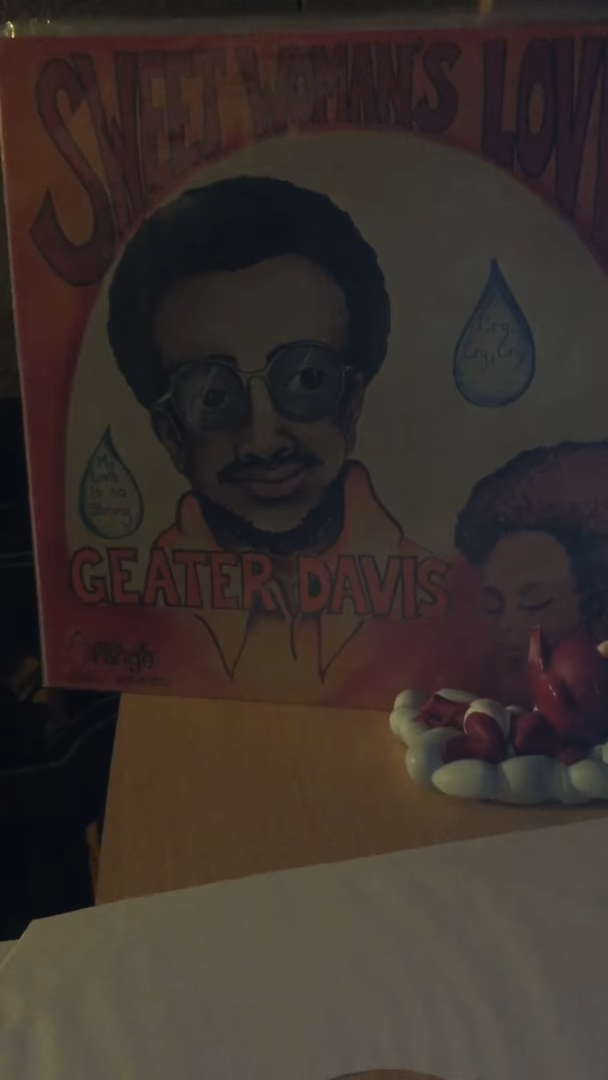 SWEET WOMAN'S LOVE
Cry,
Cry, Cry
My
Love
Is so
Strong
GEATER DAVIS